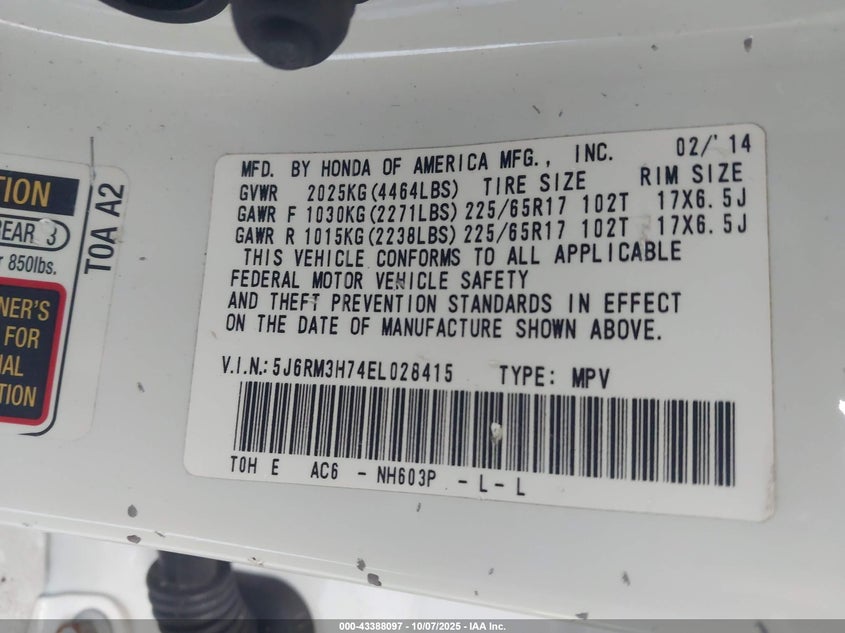 TION
REAR 3
r 850lbs.
NER'S
FOR
AL
TION
T0A A2
MFD. BY HONDA OF AMERICA MFG., INC. 02/'14
GVWR 2025KG(4464LBS) TIRE SIZE RIM SIZE
GAWR F 1030KG(2271LBS) 225/65R17 102T 17X6.5J
GAWR R 1015KG(2238LBS) 225/65R17 102T 17X6.5J
THIS VEHICLE CONFORMS TO ALL APPLICABLE
FEDERAL MOTOR VEHICLE SAFETY
AND THEFT PREVENTION STANDARDS IN EFFECT
ON THE DATE OF MANUFACTURE SHOWN ABOVE.
V.I.N.: 5J6RM3H74EL028415 TYPE: MPV
T0H E AC6 - NH603P - L - L
000-43388097 - 10/07/2025 - IAA Inc.